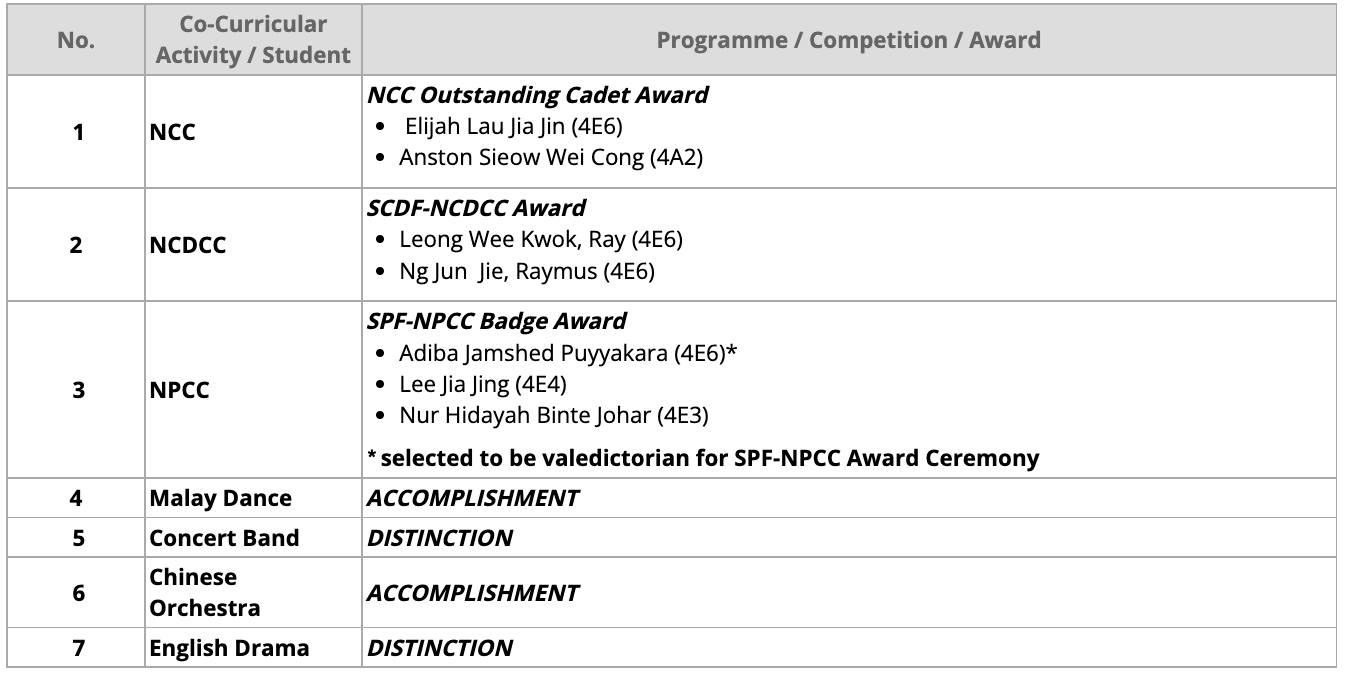 No.
Co-Curricular
Activity / Student
Programme / Competition / Award
1
NCC
NCC Outstanding Cadet Award
• Elijah Lau Jia Jin (4E6)
• Anston Sieow Wei Cong (4A2)
2
NCDCC
SCDF-NCDCC Award
• Leong Wee Kwok, Ray (4E6)
• Ng Jun Jie, Raymus (4E6)
3
NPCC
SPF-NPCC Badge Award
• Adiba Jamshed Puyyakara (4E6)*
• Lee Jia Jing (4E4)
• Nur Hidayah Binte Johar (4E3)
* selected to be valedictorian for SPF-NPCC Award Ceremony
4
Malay Dance
ACCOMPLISHMENT
5
Concert Band
DISTINCTION
6
Chinese
Orchestra
ACCOMPLISHMENT
7
English Drama
DISTINCTION